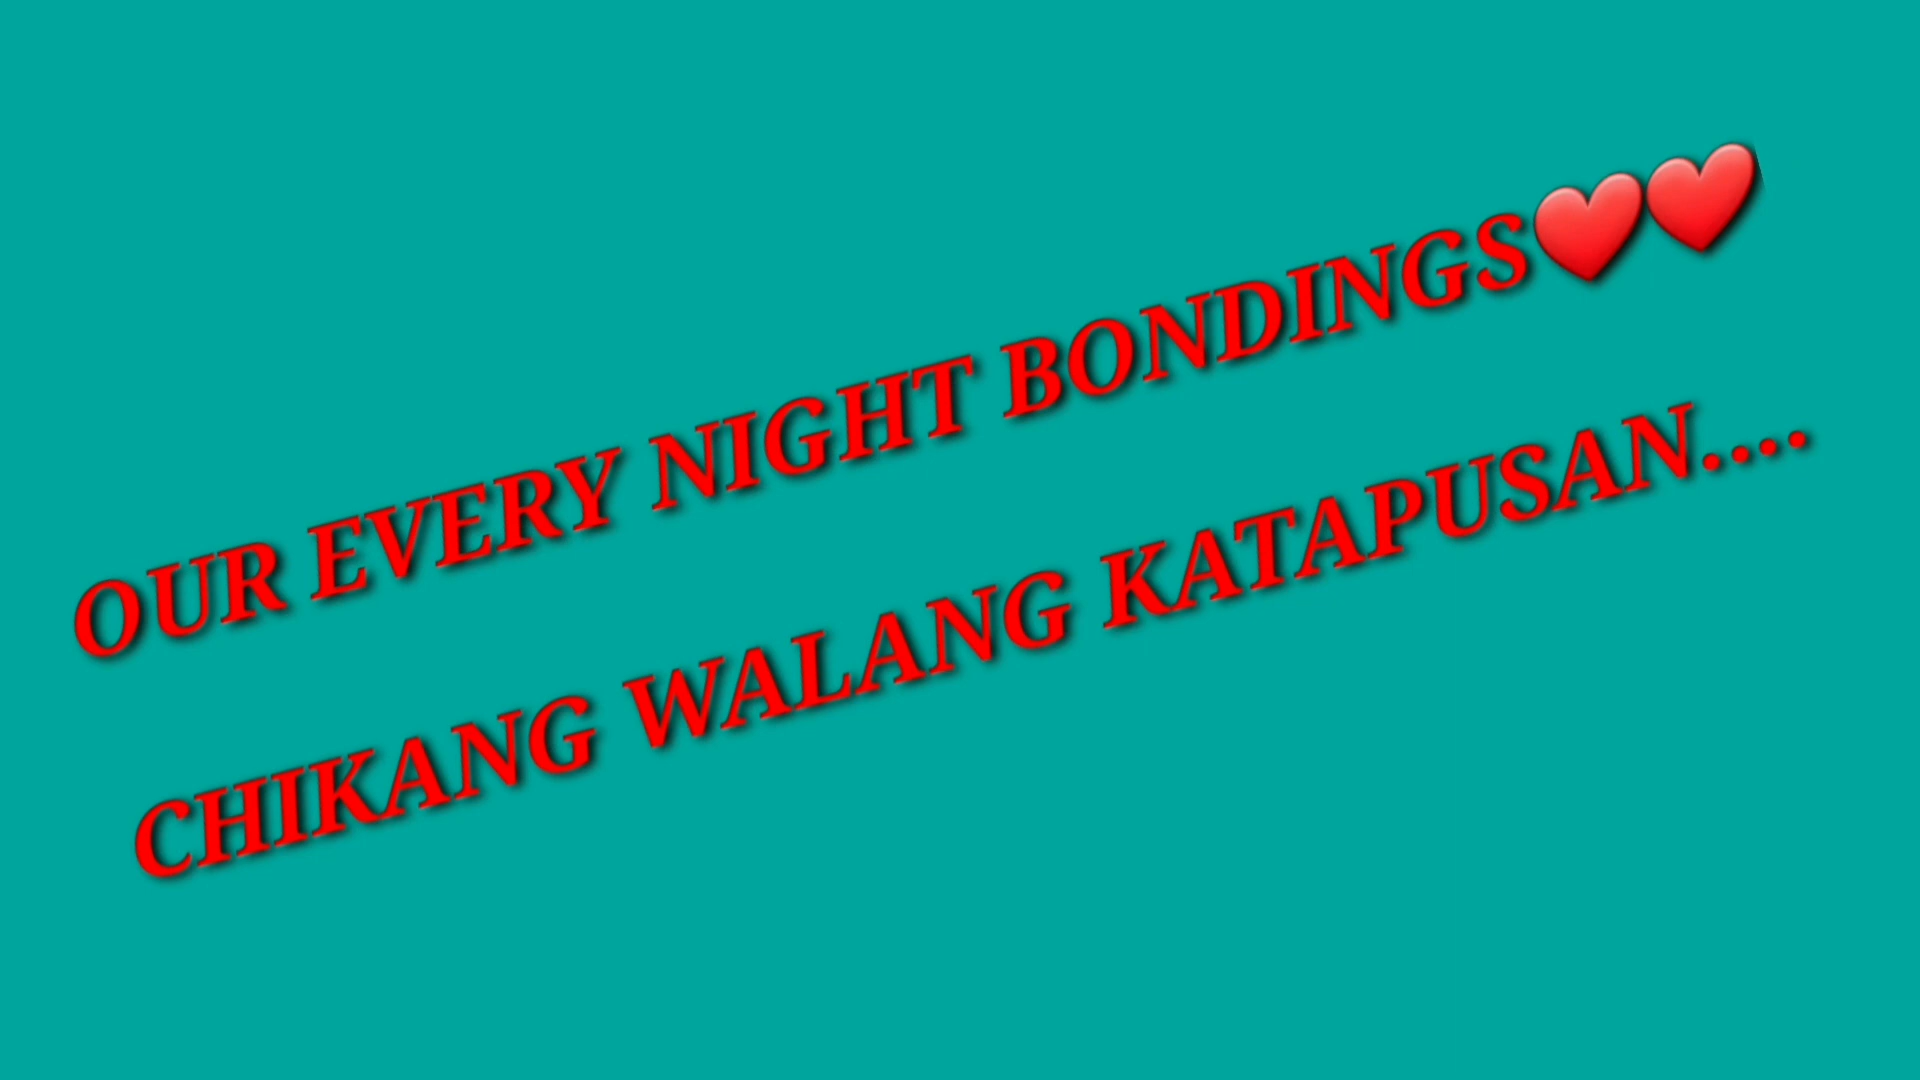 OUR EVERY NIGHT BONDINGS❤️❤️
CHIKANG WALANG KATAPUSAN....